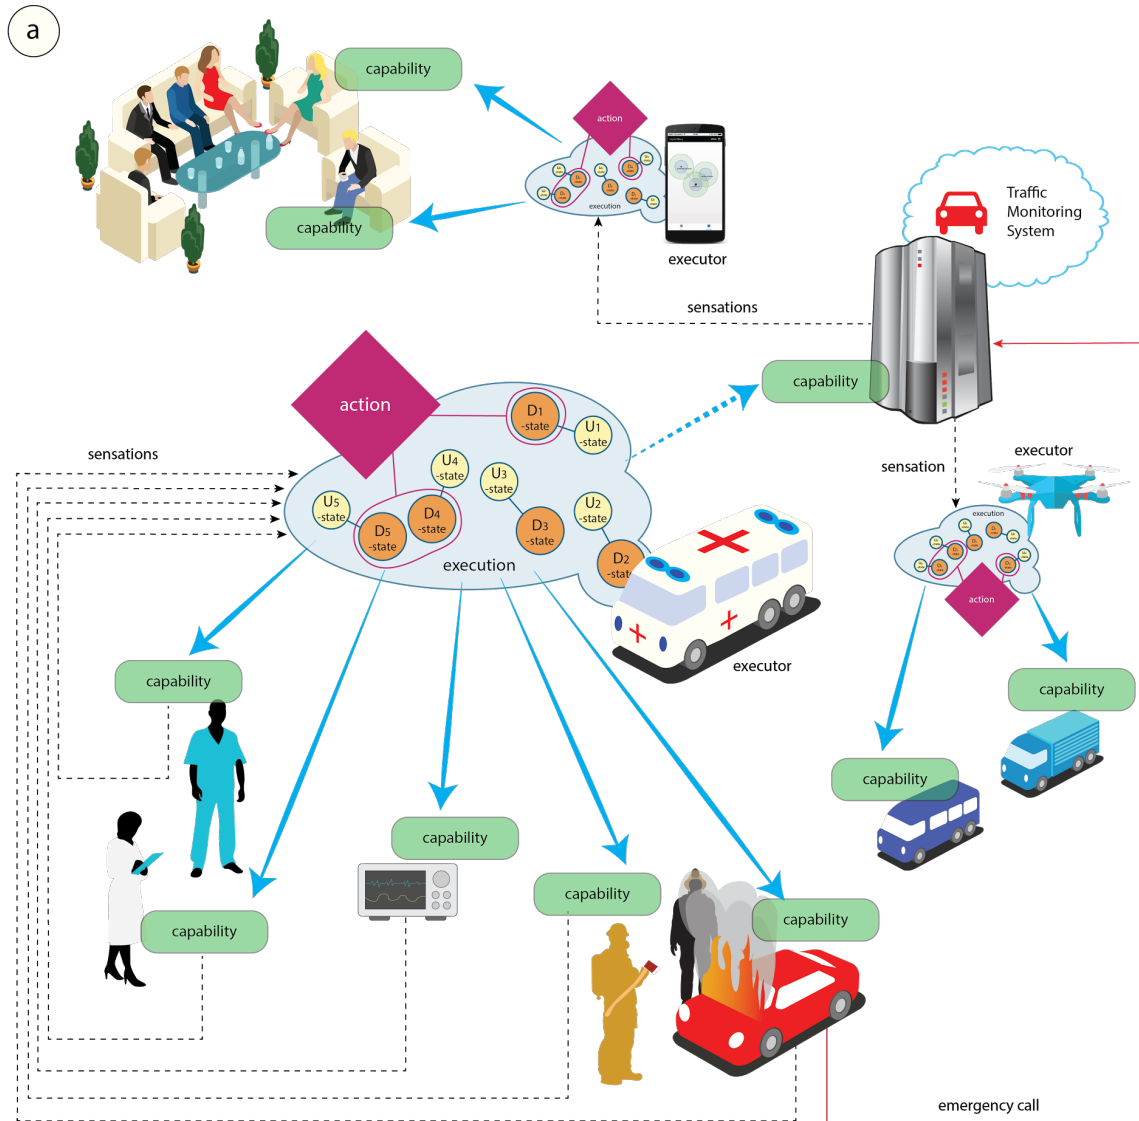 a
capability
action
execution
capability
executor
Traffic
Monitoring
System
sensations
capability
action
D1
-state
U1
-state
sensations
U4
-state
U3
-state
sensation
executor
U5
-state
D4
-state
D5
-state
D3
-state
U2
-state
D2
-state
execution
execution
action
executor
capability
capability
capability
capability
capability
capability
capability
emergency call